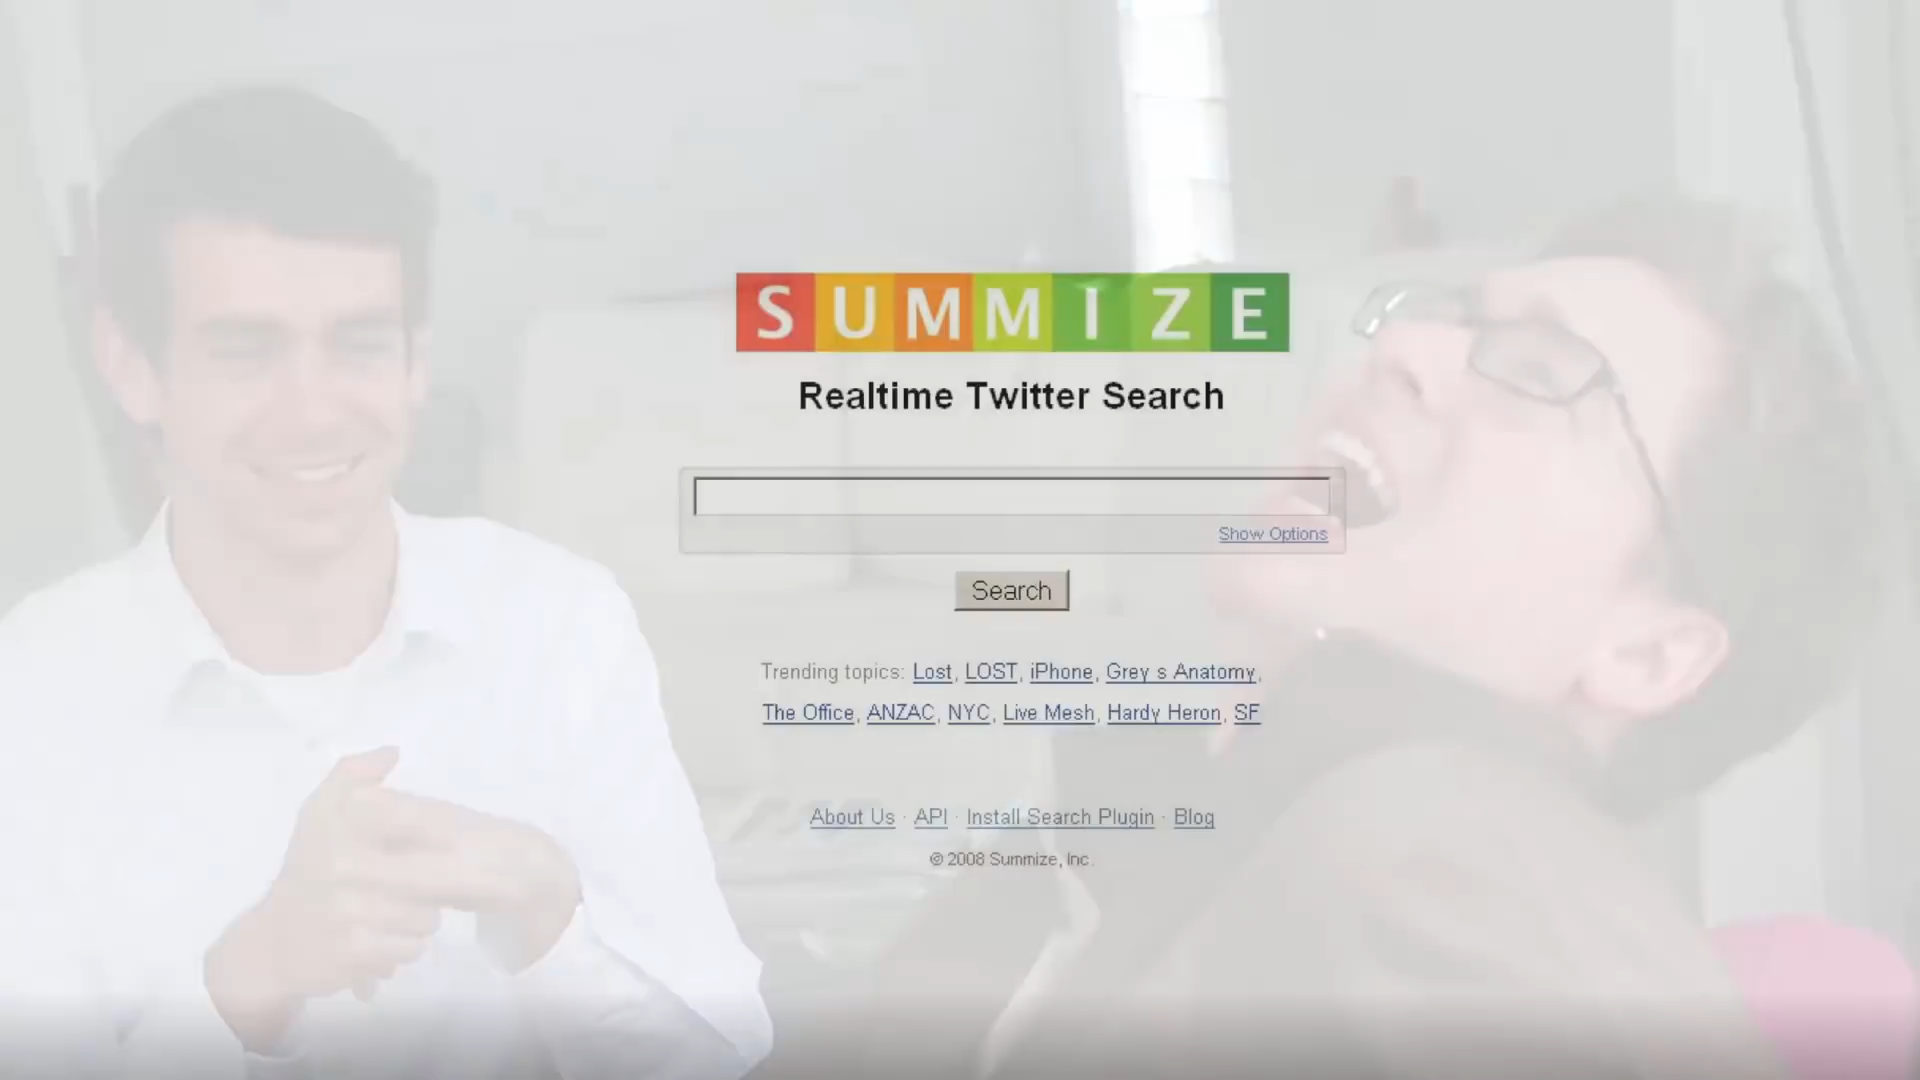 SUMMIZE
Realtime Twitter Search
Show Options
Search
Trending topics: Lost, LOST, iPhone, Grey s Anatomy,
The Office, ANZAC, NYC, Live Mesh, Hardy Heron, SF
About Us · API · Install Search Plugin · Blog
© 2008 Summize, Inc.